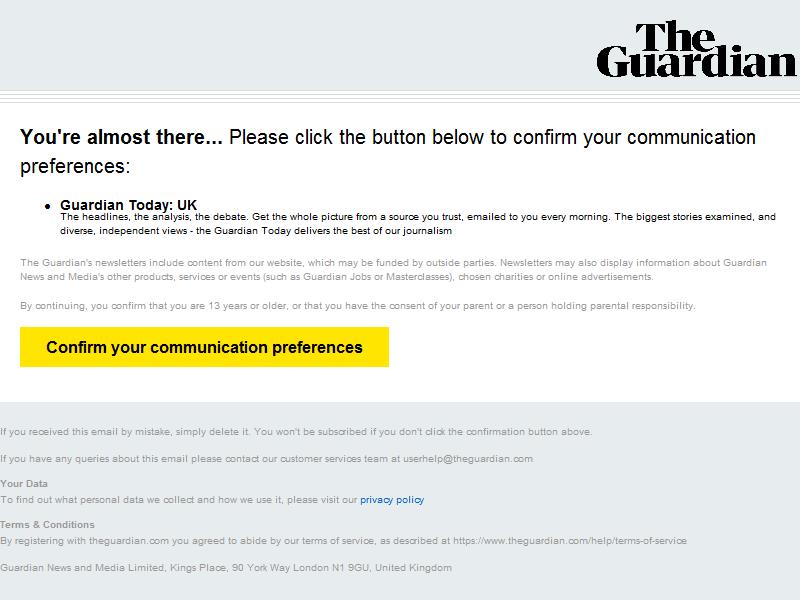 The
Guardian
You're almost there... Please click the button below to confirm your communication
preferences:
Guardian Today: UK
The headlines, the analysis, the debate. Get the whole picture from a source you trust, emailed to you every morning. The biggest stories examined, and
diverse, independent views - the Guardian Today delivers the best of our journalism
The Guardian's newsletters include content from our website, which may be funded by outside parties. Newsletters may also display information about Guardian
News and Media's other products, services or events (such as Guardian Jobs or Masterclasses), chosen charities or online advertisements.
By continuing, you confirm that you are 13 years or older, or that you have the consent of your parent or a person holding parental responsibility.
Confirm your communication preferences
If you received this email by mistake, simply delete it. You won't be subscribed if you don't click the confirmation button above.
If you have any queries about this email please contact our customer services team at userhelp@theguardian.com
Your Data
To find out what personal data we collect and how we use it, please visit our privacy policy
Terms & Conditions
By registering with theguardian.com you agreed to abide by our terms of service, as described at https://www.theguardian.com/help/terms-of-service
Guardian News and Media Limited, Kings Place, 90 York Way London N1 9GU, United Kingdom